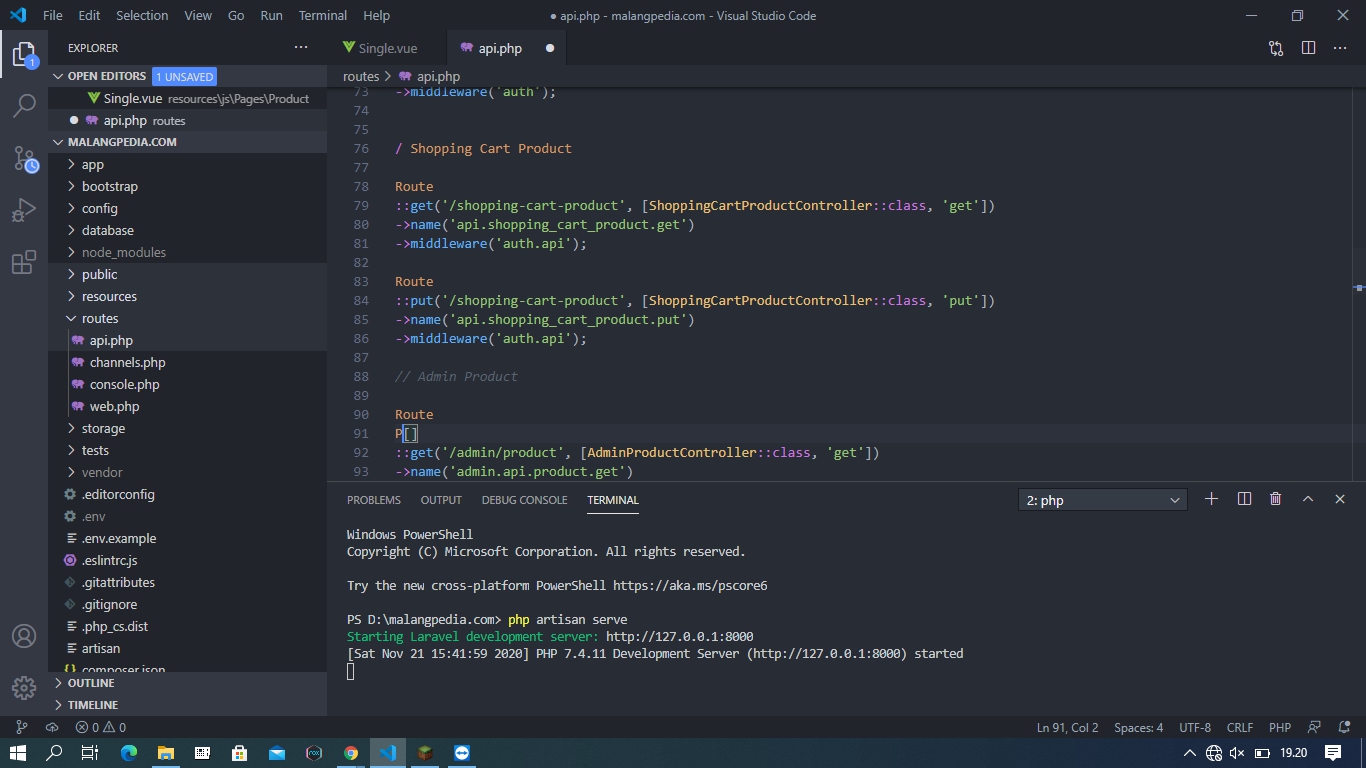 File Edit Selection View Go Run Terminal Help
● api.php - malangpedia.com - Visual Studio Code
EXPLORER
Single.vue
api.php
OPEN EDITORS 1 UNSAVED
Single.vue resources\js\Pages\Product
api.php routes
MALANGPEDIA.COM
app
bootstrap
config
database
node_modules
public
resources
routes
api.php
channels.php
console.php
web.php
storage
tests
vendor
.editorconfig
.env
.env.example
.eslintrc.js
.gitattributes
.gitignore
.php_cs.dist
artisan
composer.json
OUTLINE
TIMELINE
1
routes > api.php
73 ->middleware('auth');
74
75
76 / Shopping Cart Product
77
78 Route
79 ::get('/shopping-cart-product', [ShoppingCartProductController::class, 'get'])
80 ->name('api.shopping_cart_product.get')
81 ->middleware('auth.api');
82
83 Route
84 ::put('/shopping-cart-product', [ShoppingCartProductController::class, 'put'])
85 ->name('api.shopping_cart_product.put')
86 ->middleware('auth.api');
87
88 // Admin Product
89
90 Route
91 P[]
92 ::get('/admin/product', [AdminProductController::class, 'get'])
93 ->name('admin.api.product.get')
PROBLEMS OUTPUT DEBUG CONSOLE TERMINAL
2: php
Windows PowerShell
Copyright (C) Microsoft Corporation. All rights reserved.
Try the new cross-platform PowerShell https://aka.ms/pscore6
PS D:\malangpedia.com> php artisan serve
Starting Laravel development server: http://127.0.0.1:8000
[Sat Nov 21 15:41:59 2020] PHP 7.4.11 Development Server (http://127.0.0.1:8000) started
0 0
Ln 91, Col 2 Spaces: 4 UTF-8 CRLF PHP
19.20